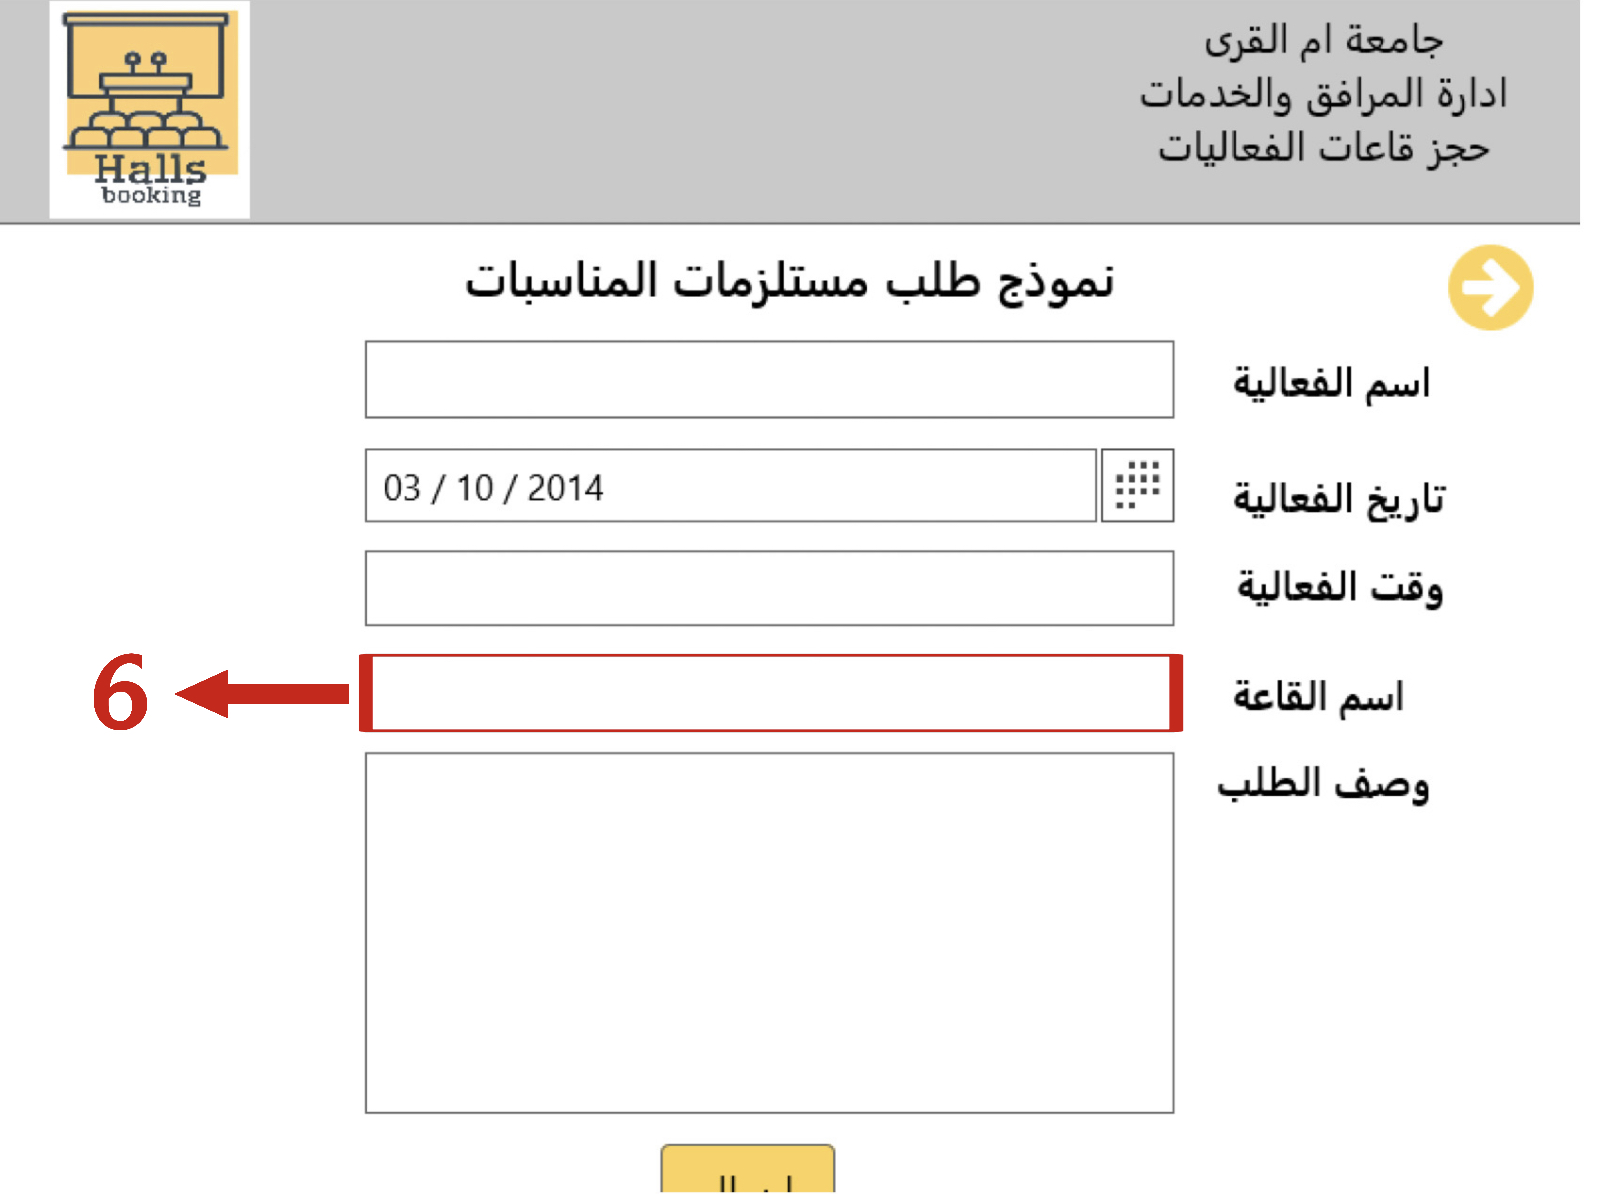 جامعة ام القرى
ادارة المرافق والخدمات
حجز قاعات الفعاليات
Halls
booking
نموذج طلب مستلزمات المناسبات
اسم الفعالية
تاريخ الفعالية
03 / 10 / 2014
وقت الفعالية
اسم القاعة
6
وصف الطلب